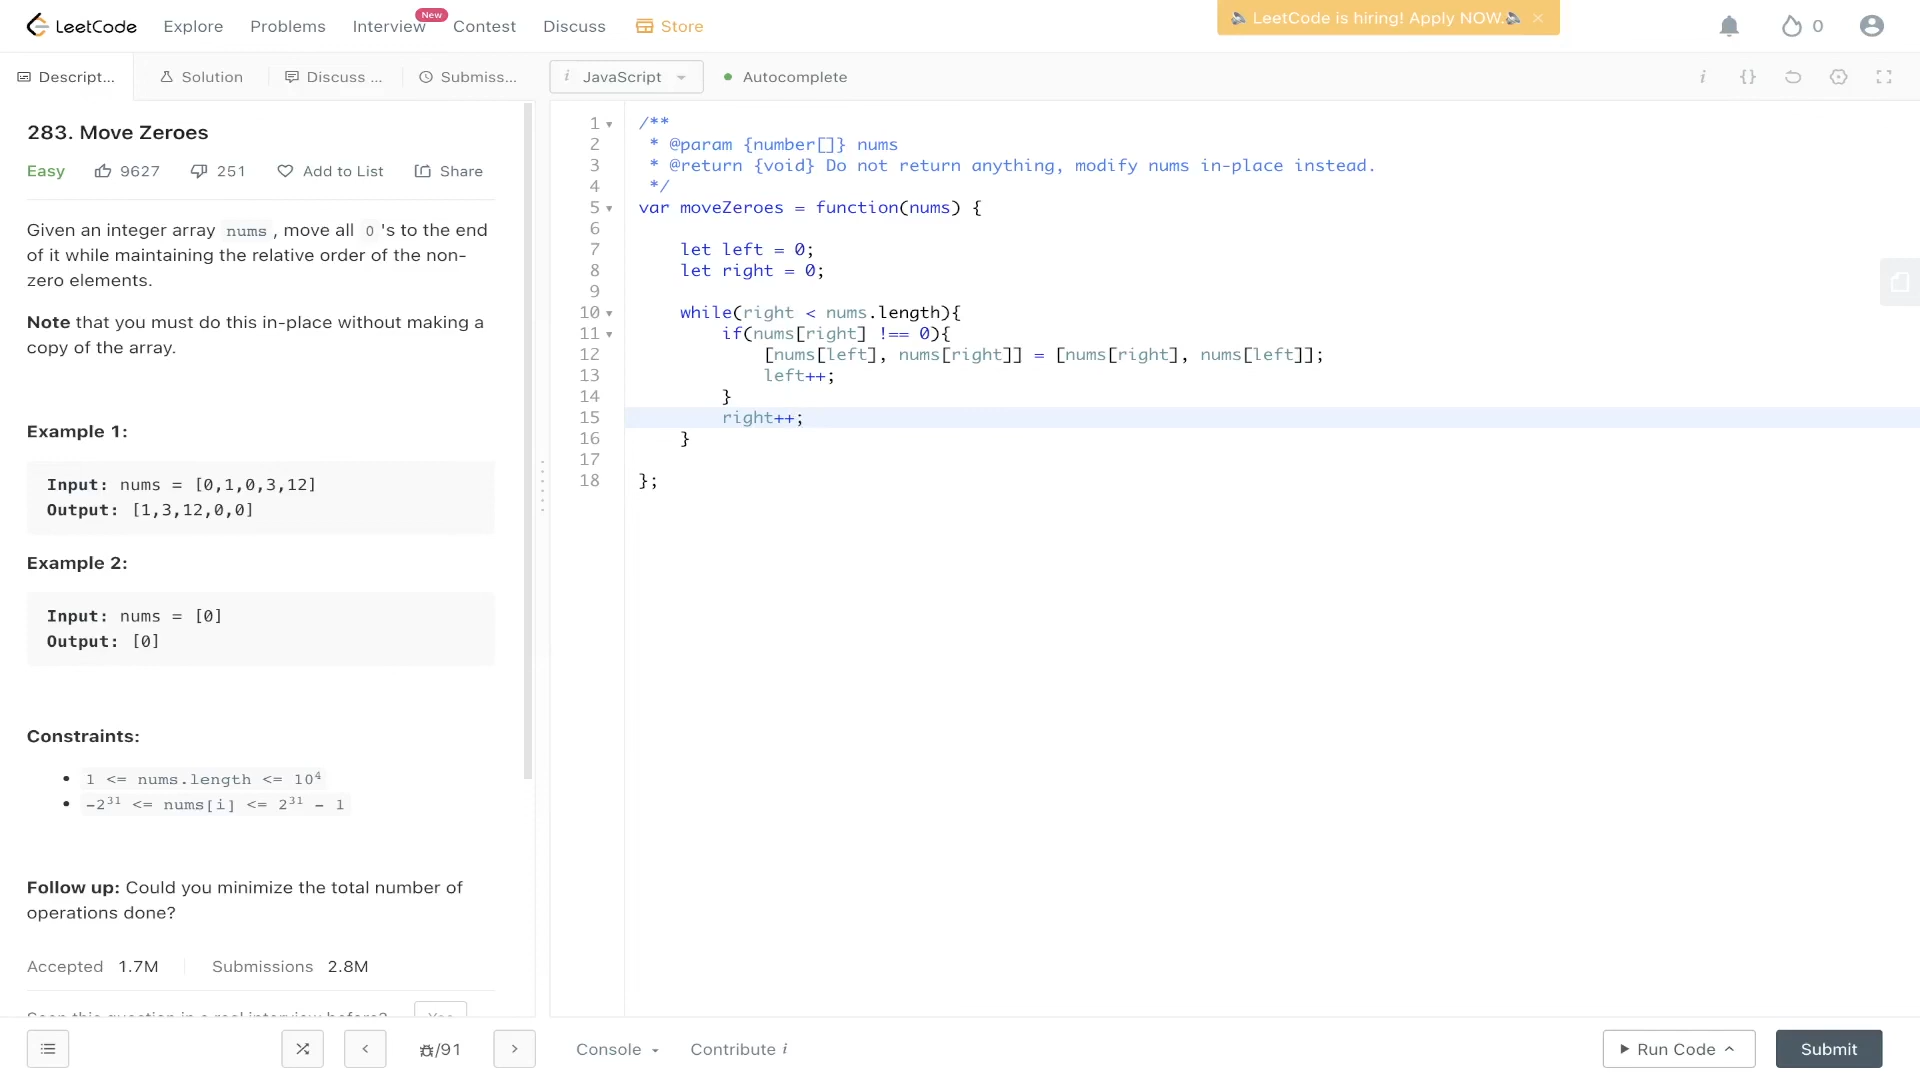 LeetCode Explore Problems Interview New Contest Discuss Store LeetCode is hiring! Apply NOW. 0
Descript... Solution Discuss ... Submiss... i JavaScript Autocomplete i {}
283. Move Zeroes
Easy 9627 251 Add to List Share
Given an integer array nums, move all 0's to the end
of it while maintaining the relative order of the non-
zero elements.
Note that you must do this in-place without making a
copy of the array.
Example 1:
Input: nums = [0,1,0,3,12]
Output: [1,3,12,0,0]
Example 2:
Input: nums = [0]
Output: [0]
Constraints:
• 1 <= nums.length <= 10⁴
• -2³¹ <= nums[i] <= 2³¹ - 1
Follow up: Could you minimize the total number of
operations done?
Accepted 1.7M Submissions 2.8M
Seen this question in a real interview before? Yes
1 /**
2  * @param {number[]} nums
3  * @return {void} Do not return anything, modify nums in-place instead.
4  */
5 var moveZeroes = function(nums) {
6
7     let left = 0;
8     let right = 0;
9
10     while(right < nums.length){
11         if(nums[right] !== 0){
12             [nums[left], nums[right]] = [nums[right], nums[left]];
13             left++;
14         }
15         right++;
16     }
17
18 };
/91 Console Contribute i Run Code Submit